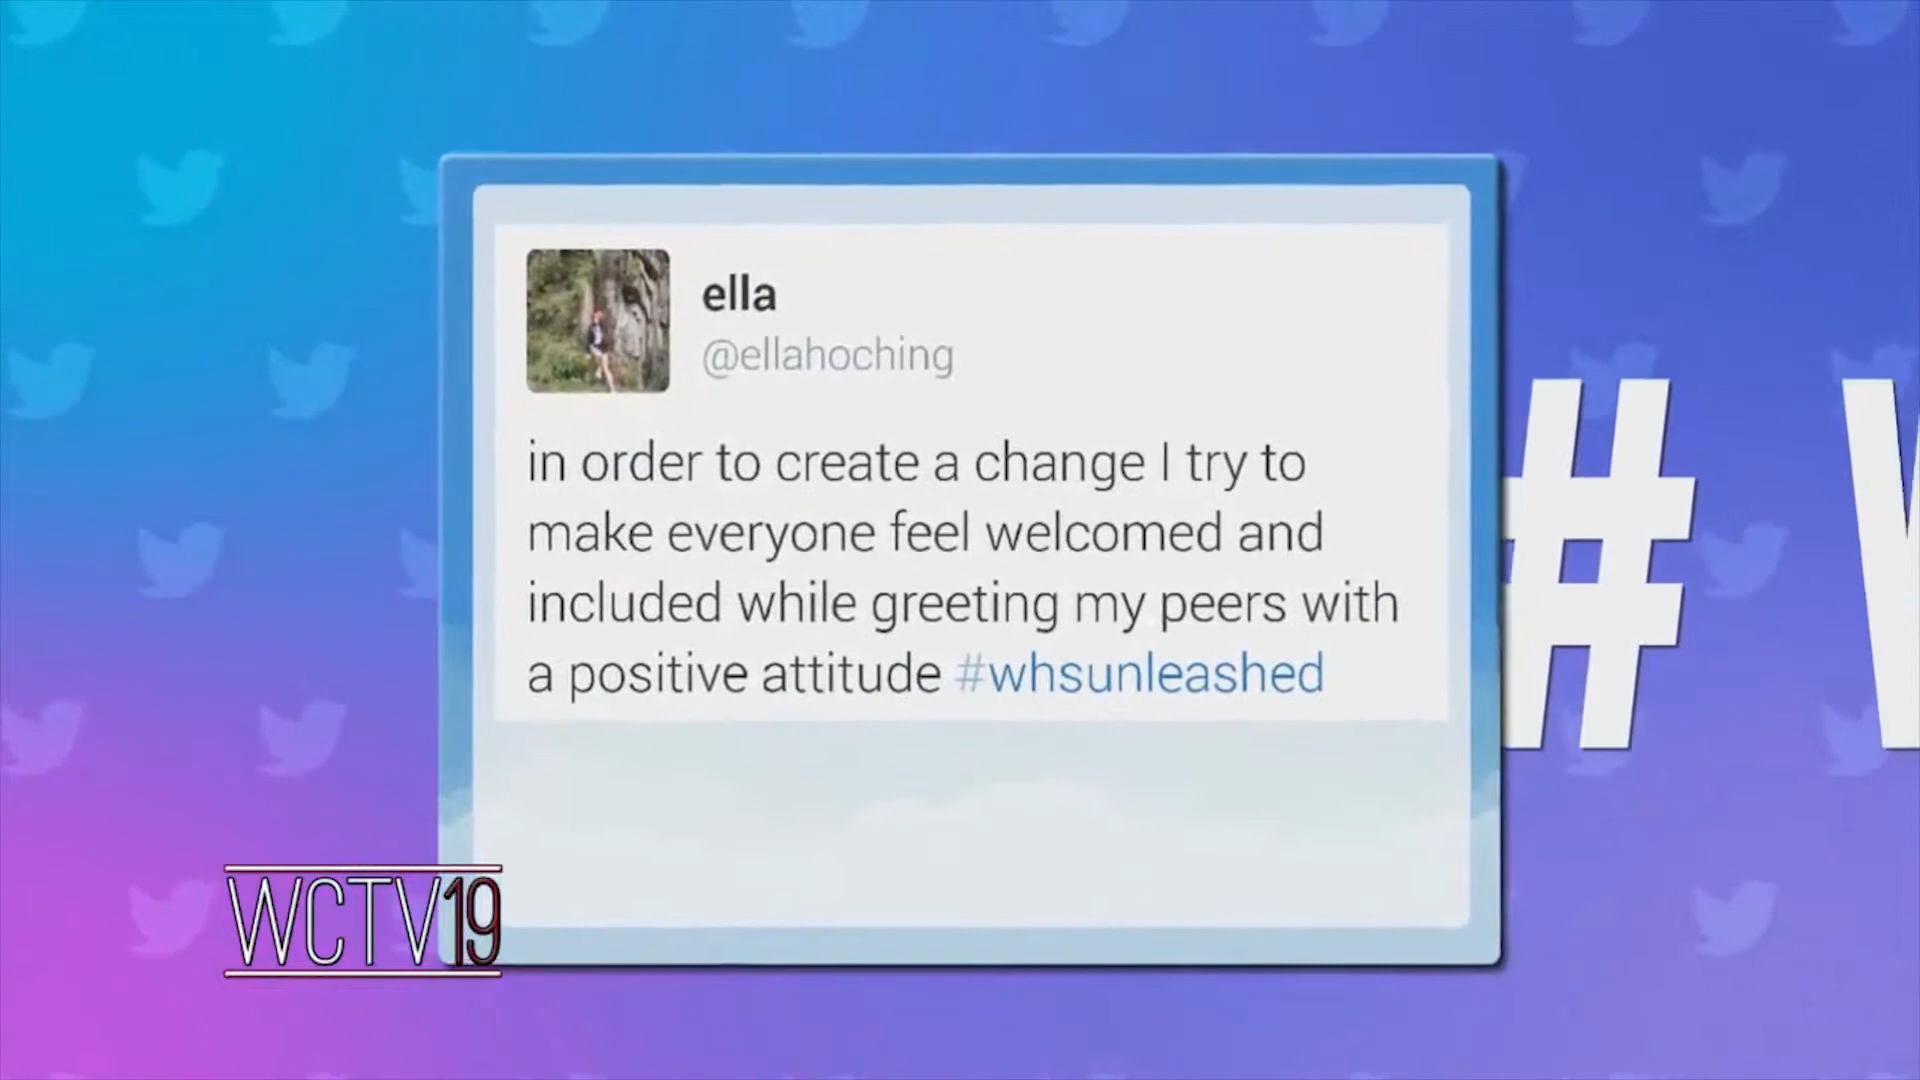 ella
@ellahoching
in order to create a change I try to
make everyone feel welcomed and
included while greeting my peers with
a positive attitude #whsunleashed
#
WCTV19